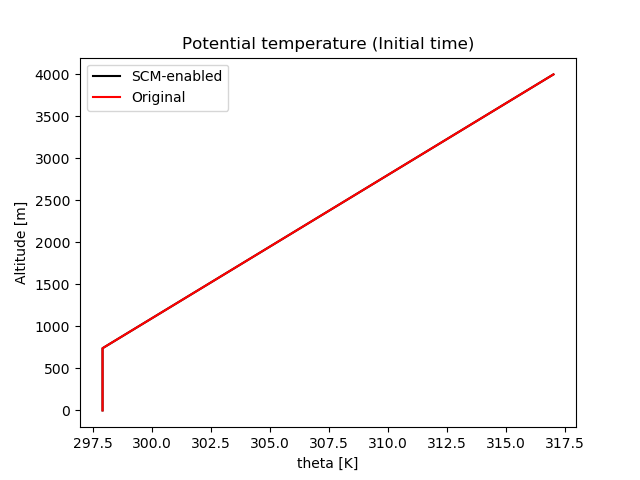 Potential temperature (Initial time)
SCM-enabled
Original
4000
3500
3000
2500
2000
1500
1000
500
0
Altitude [m]
297.5 300.0 302.5 305.0 307.5 310.0 312.5 315.0 317.5
theta [K]